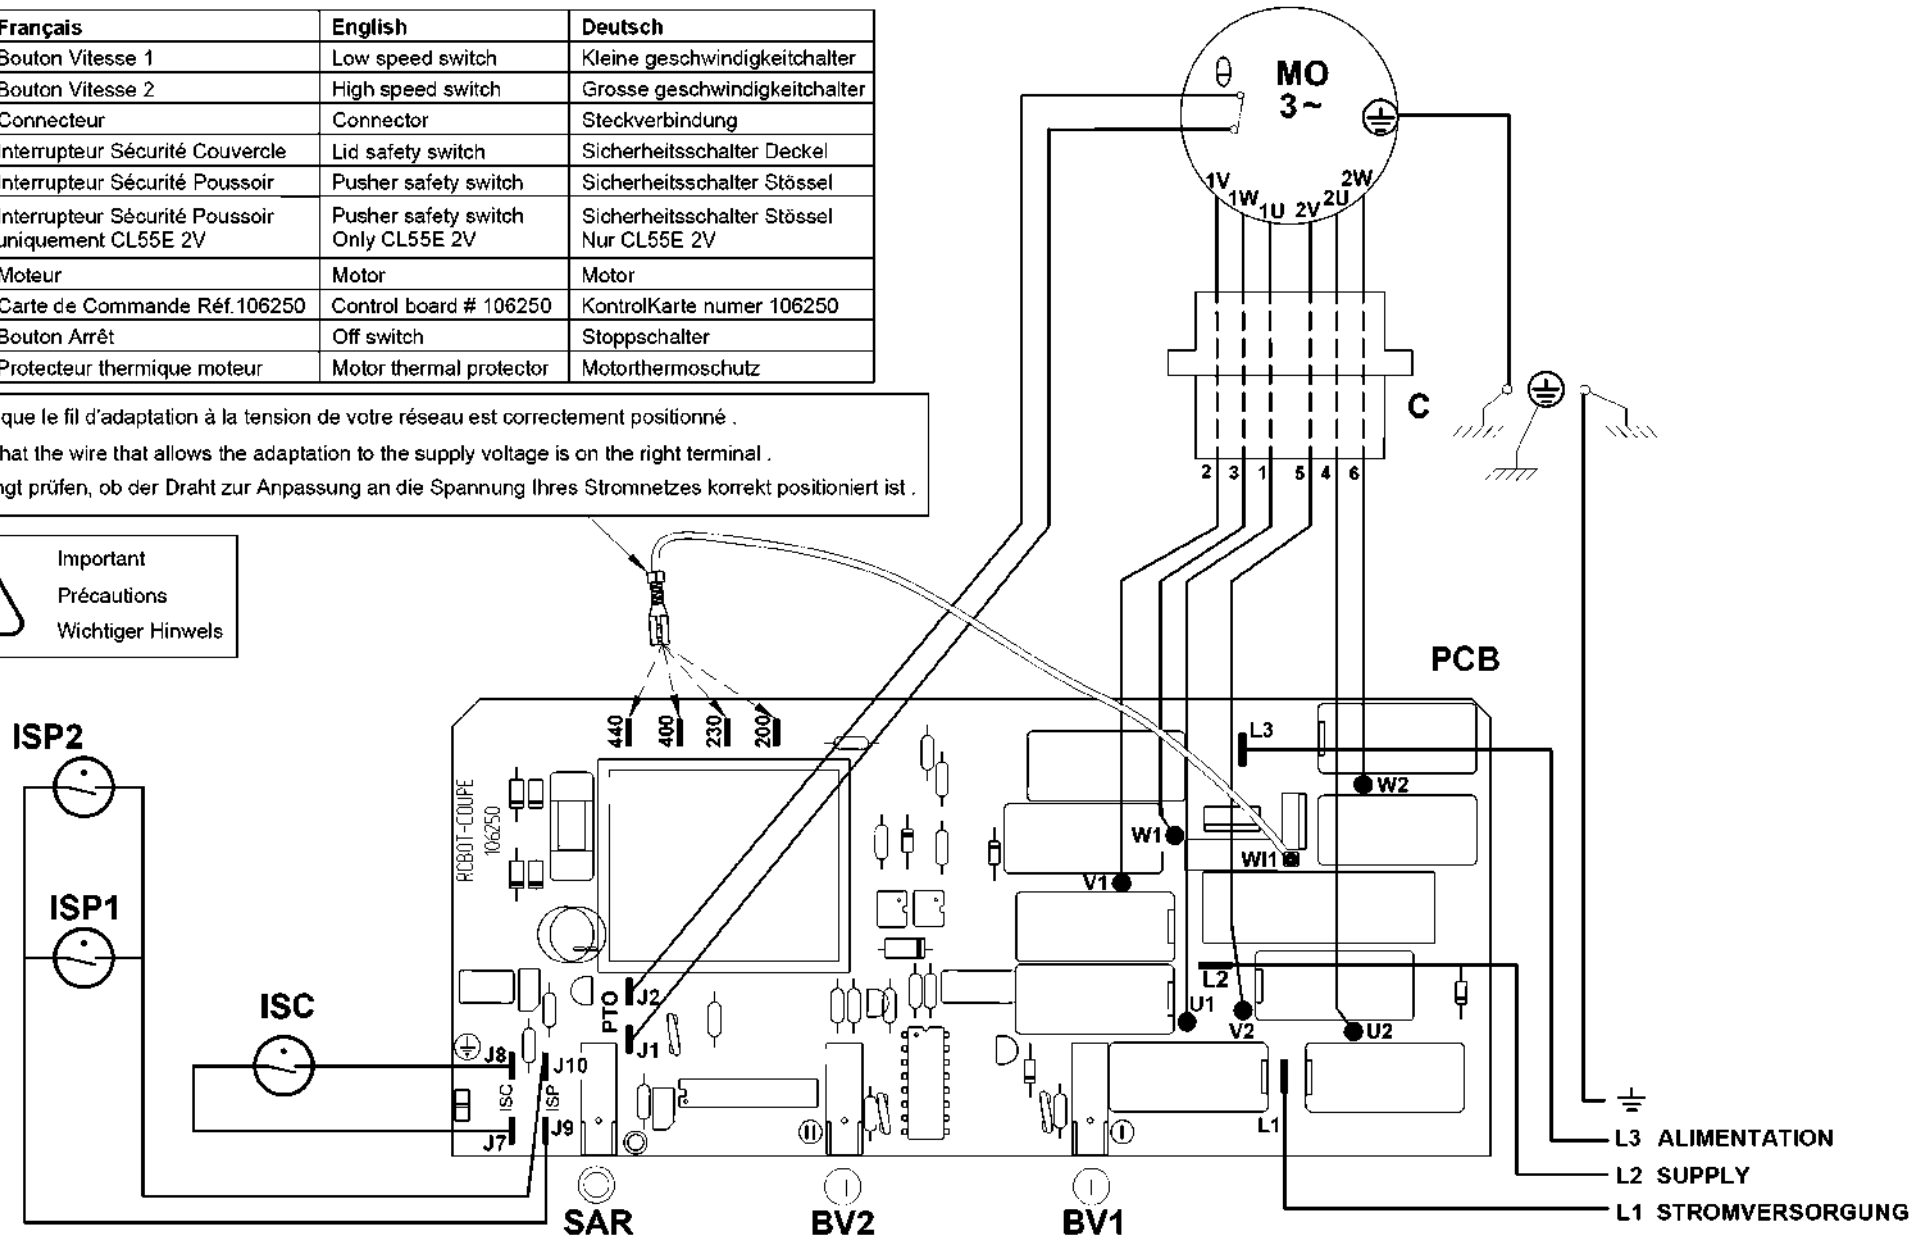 Français English Deutsch
Bouton Vitesse 1 Low speed switch Kleine geschwindigkeitchalter
Bouton Vitesse 2 High speed switch Grosse geschwindigkeitchalter
Connecteur Connector Steckverbindung
Interrupteur Sécurité Couvercle Lid safety switch Sicherheitsschalter Deckel
Interrupteur Sécurité Poussoir Pusher safety switch Sicherheitsschalter Stössel
Interrupteur Sécurité Poussoir Pusher safety switch Sicherheitsschalter Stössel
uniquement CL55E 2V Only CL55E 2V Nur CL55E 2V
Moteur Motor Motor
Carte de Commande Réf.106250 Control board # 106250 KontrolKarte numer 106250
Bouton Arrêt Off switch Stoppschalter
Protecteur thermique moteur Motor thermal protector Motorthermoschutz
que le fil d'adaptation à la tension de votre réseau est correctement positionné .
hat the wire that allows the adaptation to the supply voltage is on the right terminal .
ngt prüfen, ob der Draht zur Anpassung an die Spannung Ihres Stromnetzes korrekt positioniert ist .
Important
Précautions
Wichtiger Hinwels
θ MO
3~
1V 1W 1U 2V 2U 2W
C
2 3 1 5 4 6
PCB
440 400 230 200
L3
W2
W1
WI1
V1
L2
U1
V2
U2
L1
ROBOT-COUPE
106250
ISP2
ISP1
ISC
PTO
J2
J1
J8
J10
ISC
ISP
J7
J9
II
I
SAR
BV2
BV1
L3 ALIMENTATION
L2 SUPPLY
L1 STROMVERSORGUNG